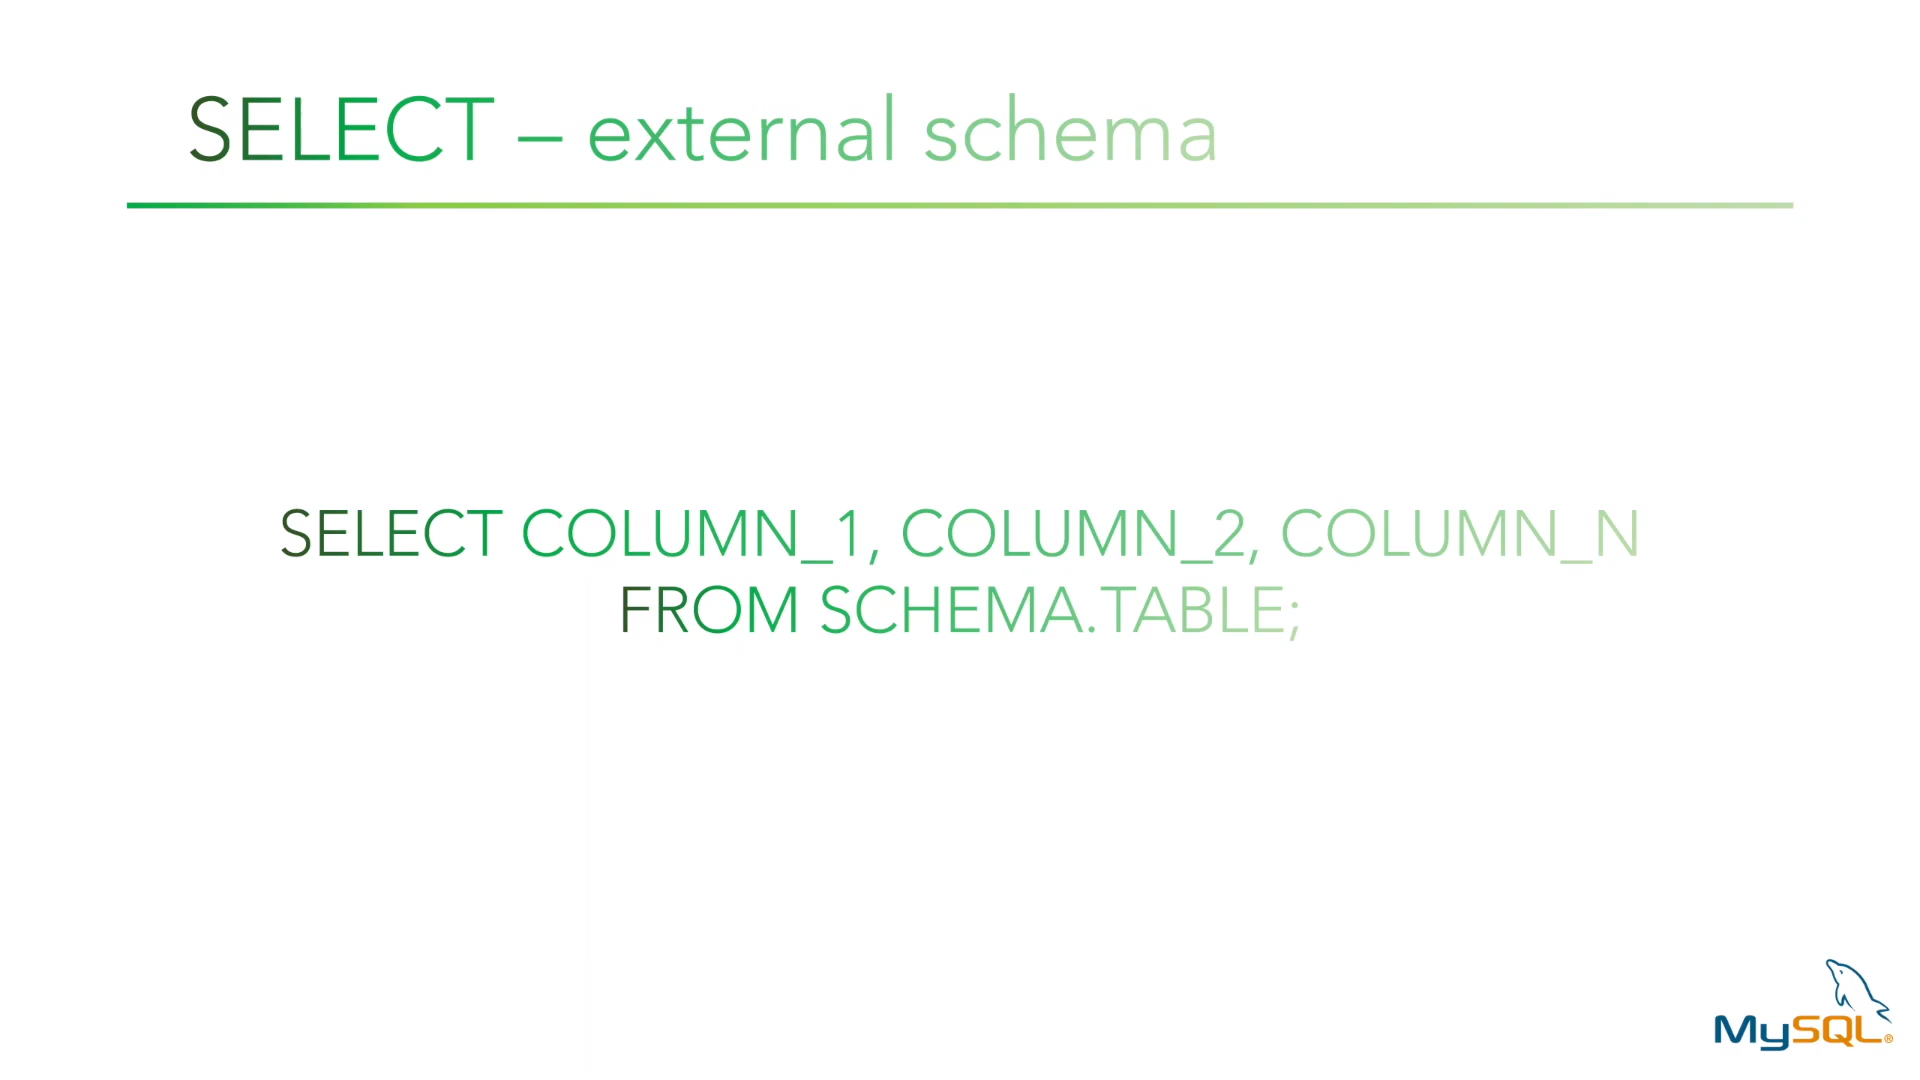 SELECT – external schema
SELECT COLUMN_1, COLUMN_2, COLUMN_N
FROM SCHEMA.TABLE;
MySQL®